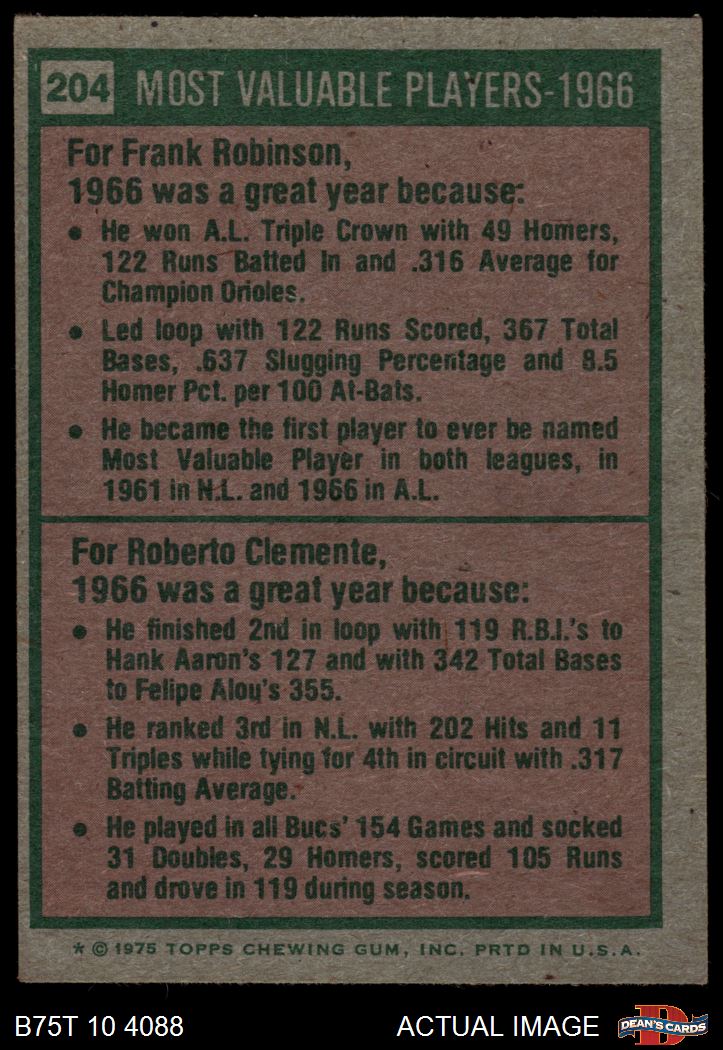 204 MOST VALUABLE PLAYERS-1966
For Frank Robinson,
1966 was a great year because:
• He won A.L. Triple Crown with 49 Homers,
122 Runs Batted In and .316 Average for
Champion Orioles.
• Led loop with 122 Runs Scored, 367 Total
Bases, .637 Slugging Percentage and 8.5
Homer Pct. per 100 At-Bats.
• He became the first player to ever be named
Most Valuable Player in both leagues, in
1961 in N.L. and 1966 in A.L.
For Roberto Clemente,
1966 was a great year because:
• He finished 2nd in loop with 119 R.B.I.'s to
Hank Aaron's 127 and with 342 Total Bases
to Felipe Alou's 355.
• He ranked 3rd in N.L. with 202 Hits and 11
Triples while tying for 4th in circuit with .317
Batting Average.
• He played in all Bucs' 154 Games and socked
31 Doubles, 29 Homers, scored 105 Runs
and drove in 119 during season.
* © 1975 TOPPS CHEWING GUM, INC. PRTD IN U.S.A.
B75T 10 4088 ACTUAL IMAGE
D
DEAN'S CARDS